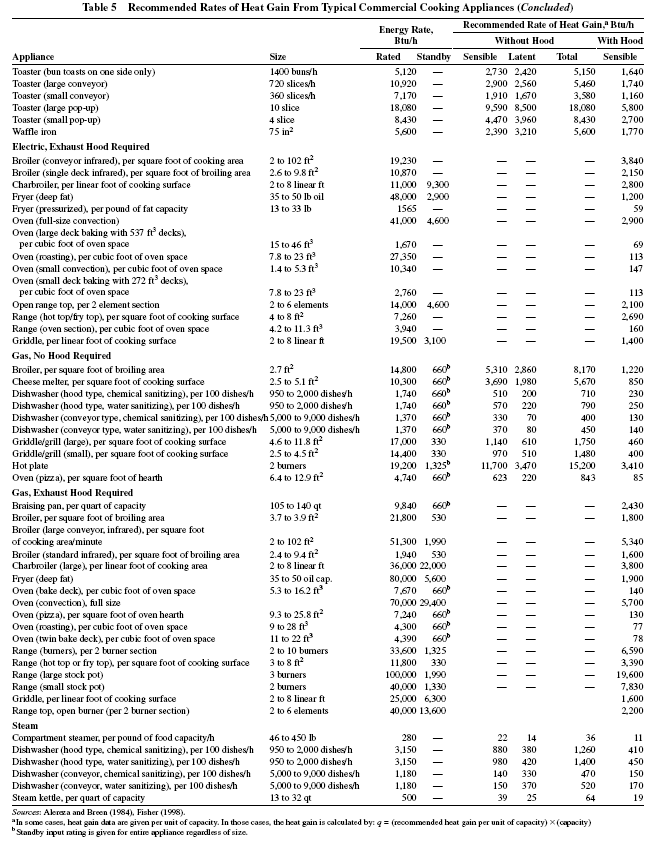 Table 5 Recommended Rates of Heat Gain From Typical Commercial Cooking Appliances (Concluded)
Energy Rate, Btu/h Recommended Rate of Heat Gain,a Btu/h
Without Hood With Hood
Appliance Size Rated Standby Sensible Latent Total Sensible
Toaster (bun toasts on one side only) 1400 buns/h 5,120 — 2,730 2,420 5,150 1,640
Toaster (large conveyor) 720 slices/h 10,920 — 2,900 2,560 5,460 1,740
Toaster (small conveyor) 360 slices/h 7,170 — 1,910 1,670 3,580 1,160
Toaster (large pop-up) 10 slice 18,080 — 9,590 8,500 18,080 5,800
Toaster (small pop-up) 4 slice 8,430 — 4,470 3,960 8,430 2,700
Waffle iron 75 in2 5,600 — 2,390 3,210 5,600 1,770
Electric, Exhaust Hood Required
Broiler (conveyor infrared), per square foot of cooking area 2 to 102 ft2 19,230 — — — — 3,840
Broiler (single deck infrared), per square foot of broiling area 2.6 to 9.8 ft2 10,870 — — — — 2,150
Charbroiler, per linear foot of cooking surface 2 to 8 linear ft 11,000 9,300 — — — 2,800
Fryer (deep fat) 35 to 50 lb oil 48,000 2,900 — — — 1,200
Fryer (pressurized), per pound of fat capacity 13 to 33 lb 1565 — — — — 59
Oven (full-size convection) 41,000 4,600 — — — 2,900
Oven (large deck baking with 537 ft3 decks),
per cubic foot of oven space 15 to 46 ft3 1,670 — — — — 69
Oven (roasting), per cubic foot of oven space 7.8 to 23 ft3 27,350 — — — — 113
Oven (small convection), per cubic foot of oven space 1.4 to 5.3 ft3 10,340 — — — — 147
Oven (small deck baking with 272 ft3 decks),
per cubic foot of oven space 7.8 to 23 ft3 2,760 — — — — 113
Open range top, per 2 element section 2 to 6 elements 14,000 4,600 — — — 2,100
Range (hot top/fry top), per square foot of cooking surface 4 to 8 ft2 7,260 — — — — 2,690
Range (oven section), per cubic foot of oven space 4.2 to 11.3 ft3 3,940 — — — — 160
Griddle, per linear foot of cooking surface 2 to 8 linear ft 19,500 3,100 — — — 1,400
Gas, No Hood Required
Broiler, per square foot of broiling area 2.7 ft2 14,800 660b 5,310 2,860 8,170 1,220
Cheese melter, per square foot of cooking surface 2.5 to 5.1 ft2 10,300 660b 3,690 1,980 5,670 850
Dishwasher (hood type, chemical sanitizing), per 100 dishes/h 950 to 2,000 dishes/h 1,740 660b 510 200 710 230
Dishwasher (hood type, water sanitizing), per 100 dishes/h 950 to 2,000 dishes/h 1,740 660b 570 220 790 250
Dishwasher (conveyor type, chemical sanitizing), per 100 dishes/h 5,000 to 9,000 dishes/h 1,370 660b 330 70 400 130
Dishwasher (conveyor type, water sanitizing), per 100 dishes/h 5,000 to 9,000 dishes/h 1,370 660b 370 80 450 140
Griddle/grill (large), per square foot of cooking surface 4.6 to 11.8 ft2 17,000 330 1,140 610 1,750 460
Griddle/grill (small), per square foot of cooking surface 2.5 to 4.5 ft2 14,400 330 970 510 1,480 400
Hot plate 2 burners 19,200 1,325b 11,700 3,470 15,200 3,410
Oven (pizza), per square foot of hearth 6.4 to 12.9 ft2 4,740 660b 623 220 843 85
Gas, Exhaust Hood Required
Braising pan, per quart of capacity 105 to 140 qt 9,840 660b — — — 2,430
Broiler, per square foot of broiling area 3.7 to 3.9 ft2 21,800 530 — — — 1,800
Broiler (large conveyor, infrared), per square foot
of cooking area/minute 2 to 102 ft2 51,300 1,990 — — — 5,340
Broiler (standard infrared), per square foot of broiling area 2.4 to 9.4 ft2 1,940 530 — — — 1,600
Charbroiler (large), per linear foot of cooking area 2 to 8 linear ft 36,000 22,000 — — — 3,800
Fryer (deep fat) 35 to 50 oil cap. 80,000 5,600 — — — 1,900
Oven (bake deck), per cubic foot of oven space 5.3 to 16.2 ft3 7,670 660b — — — 140
Oven (convection), full size 70,000 29,400 — — — 5,700
Oven (pizza), per square foot of oven hearth 9.3 to 25.8 ft2 7,240 660b — — — 130
Oven (roasting), per cubic foot of oven space 9 to 28 ft3 4,300 660b — — — 77
Oven (twin bake deck), per cubic foot of oven space 11 to 22 ft3 4,390 660b — — — 78
Range (burners), per 2 burner section 2 to 10 burners 33,600 1,325 — — — 6,590
Range (hot top or fry top), per square foot of cooking surface 3 to 8 ft2 11,800 330 — — — 3,390
Range (large stock pot) 3 burners 100,000 1,990 — — — 19,600
Range (small stock pot) 2 burners 40,000 1,330 — — — 7,830
Griddle, per linear foot of cooking surface 2 to 8 linear ft 25,000 6,300 1,600
Range top, open burner (per 2 burner section) 2 to 6 elements 40,000 13,600 2,200
Steam
Compartment steamer, per pound of food capacity/h 46 to 450 lb 280 — 22 14 36 11
Dishwasher (hood type, chemical sanitizing), per 100 dishes/h 950 to 2,000 dishes/h 3,150 — 880 380 1,260 410
Dishwasher (hood type, water sanitizing), per 100 dishes/h 950 to 2,000 dishes/h 3,150 — 980 420 1,400 450
Dishwasher (conveyor, chemical sanitizing), per 100 dishes/h 5,000 to 9,000 dishes/h 1,180 — 140 330 470 150
Dishwasher (conveyor, water sanitizing), per 100 dishes/h 5,000 to 9,000 dishes/h 1,180 — 150 370 520 170
Steam kettle, per quart of capacity 13 to 32 qt 500 — 39 25 64 19
Sources: Alereza and Breen (1984), Fisher (1998).
aIn some cases, heat gain data are given per unit of capacity. In those cases, the heat gain is calculated by: q = (recommended heat gain per unit of capacity) × (capacity)
bStandby input rating is given for entire appliance regardless of size.